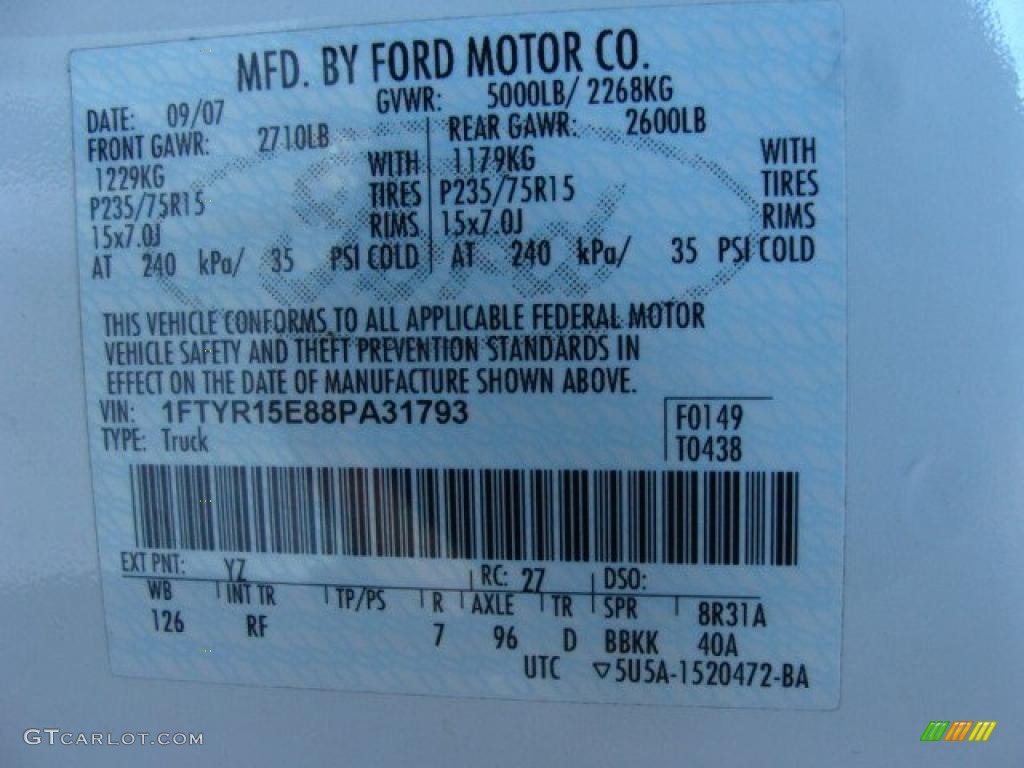 MFD. BY FORD MOTOR CO.
DATE: 09/07 GVWR: 5000LB/ 2268KG
FRONT GAWR: 2710LB REAR GAWR: 2600LB
1229KG WITH 1179KG WITH
P235/75R15 TIRES P235/75R15 TIRES
15x7.0J RIMS 15x7.0J RIMS
AT 240 kPa/ 35 PSI COLD AT 240 kPa/ 35 PSI COLD
THIS VEHICLE CONFORMS TO ALL APPLICABLE FEDERAL MOTOR
VEHICLE SAFETY AND THEFT PREVENTION STANDARDS IN
EFFECT ON THE DATE OF MANUFACTURE SHOWN ABOVE.
VIN: 1FTYR15E88PA31793 F0149
TYPE: Truck T0438
EXT PNT: YZ RC: 27 DSO:
WB INT TR TP/PS R AXLE TR SPR 8R31A
126 RF 7 96 D BBKK 40A
UTC ▽5U5A-1520472-BA
GTCARLOT.COM